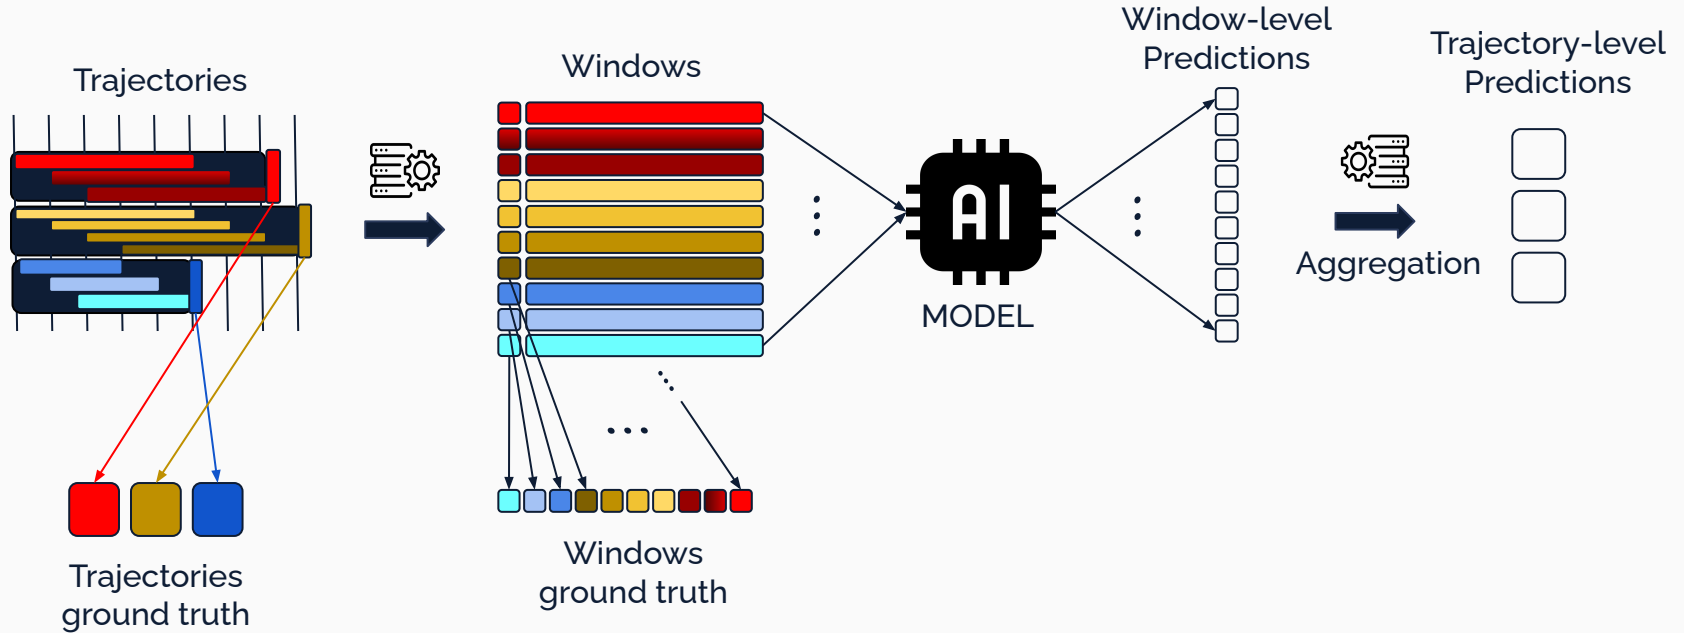 Trajectories
Windows
Window-level
Predictions
Trajectory-level
Predictions
AI
MODEL
Aggregation
Trajectories
ground truth
Windows
ground truth